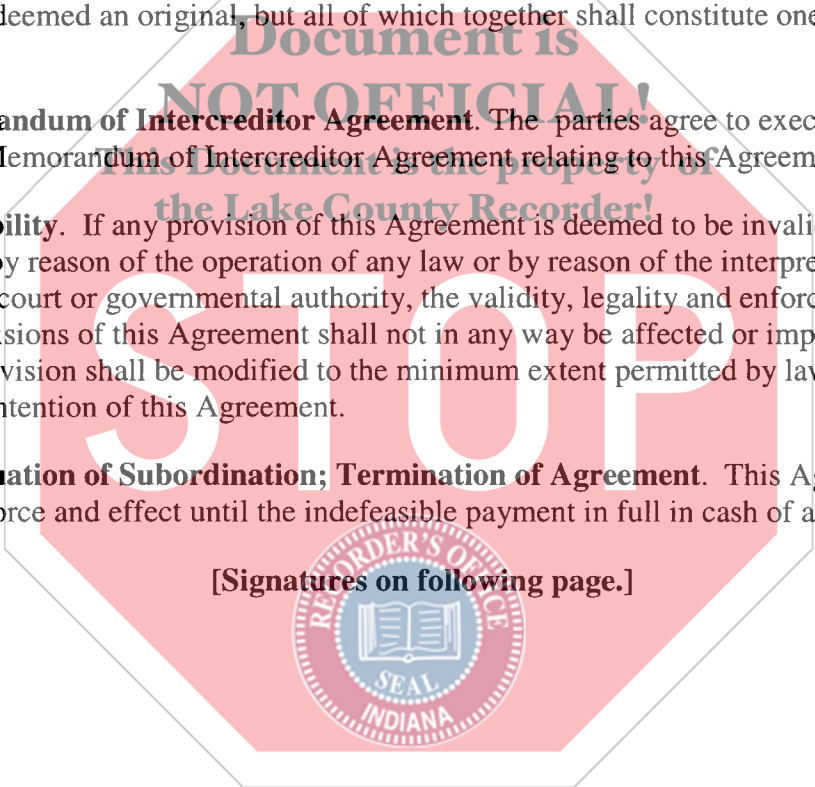 deemed an original, but all of which together shall constitute one
Document is
NOT OFFICIAL!
andum of Intercreditor Agreement. The parties agree to exec
Memorandum of Intercreditor Agreement relating to this Agreem
This Document is the property of
the Lake County Recorder!
bility. If any provision of this Agreement is deemed to be invali
by reason of the operation of any law or by reason of the interpre
court or governmental authority, the validity, legality and enforc
sions of this Agreement shall not in any way be affected or imp
vision shall be modified to the minimum extent permitted by law
ntention of this Agreement.
STOP
uation of Subordination; Termination of Agreement. This Ag
orce and effect until the indefeasible payment in full in cash of a
[Signatures on following page.]
RECORDER'S OFFICE
SEAL
INDIANA